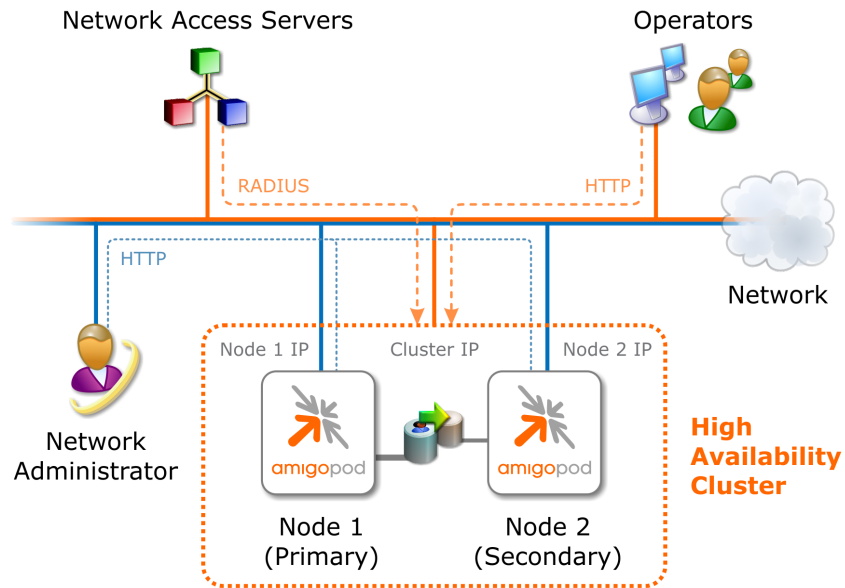 Network Access Servers
Operators
RADIUS
HTTP
HTTP
Network
Node 1 IP
Cluster IP
Node 2 IP
Network
Administrator
amigopod
amigopod
High
Availability
Cluster
Node 1
(Primary)
Node 2
(Secondary)